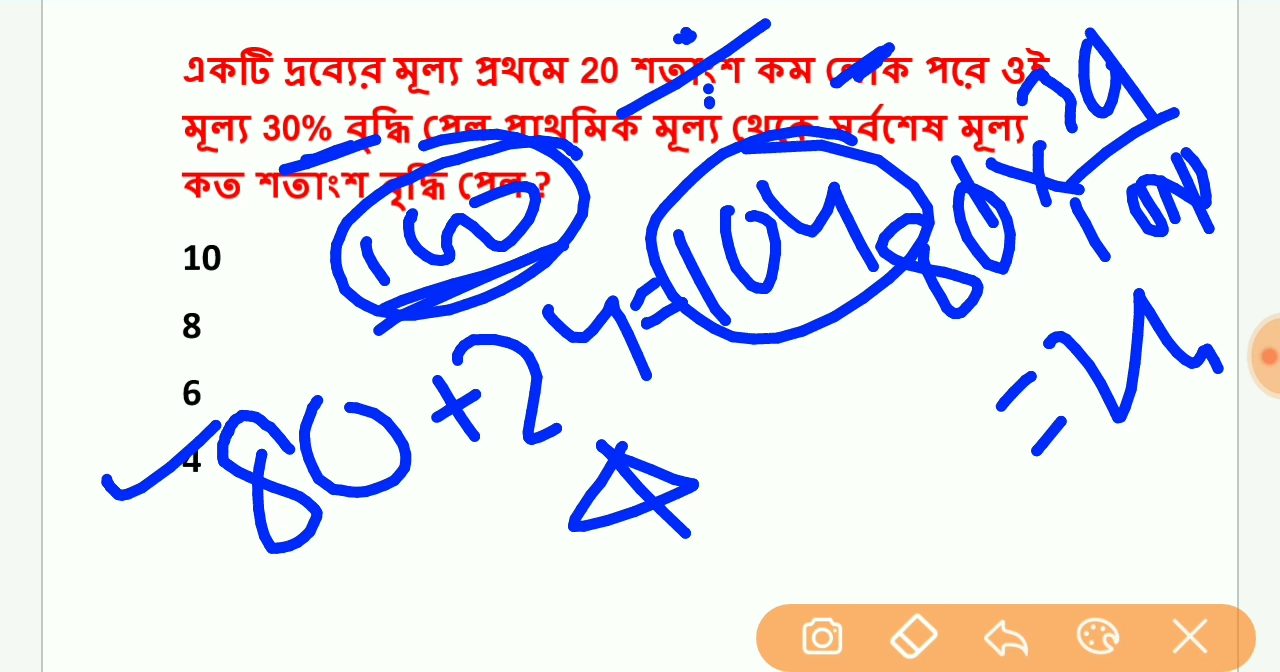 একটি দ্রব্যের মূল্য প্রথমে 20 শতাংশ কম লোক পরে ওই
মূল্য 30% বৃদ্ধি পেল প্রাথমিক মূল্য থেকে সর্বশেষ মূল্য
কত শতাংশ বৃদ্ধি পেল ?
10
8
6
4
100
80 + 24 = 104
80 ×
= 24
4